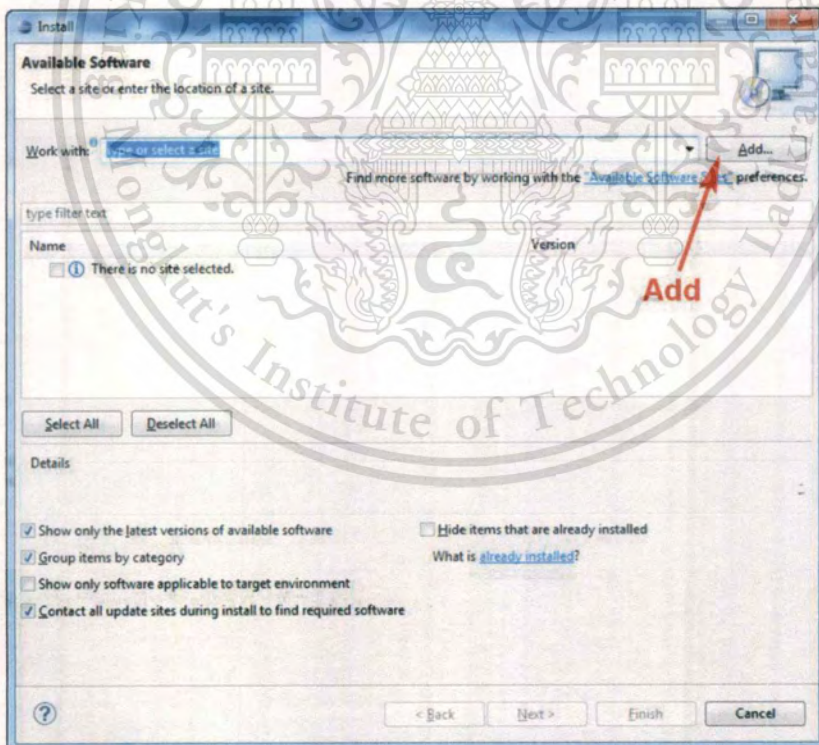 Install
Available Software
Select a site or enter the location of a site.
Work with: type or select a site
Add...
Find more software by working with the "Available Software Sites" preferences.
type filter text
Name Version
There is no site selected.
Add
Select All Deselect All
Details
Show only the latest versions of available software
Hide items that are already installed
Group items by category
What is already installed?
Show only software applicable to target environment
Contact all update sites during install to find required software
< Back Next > Finish Cancel
Mongkut's Institute of Technology